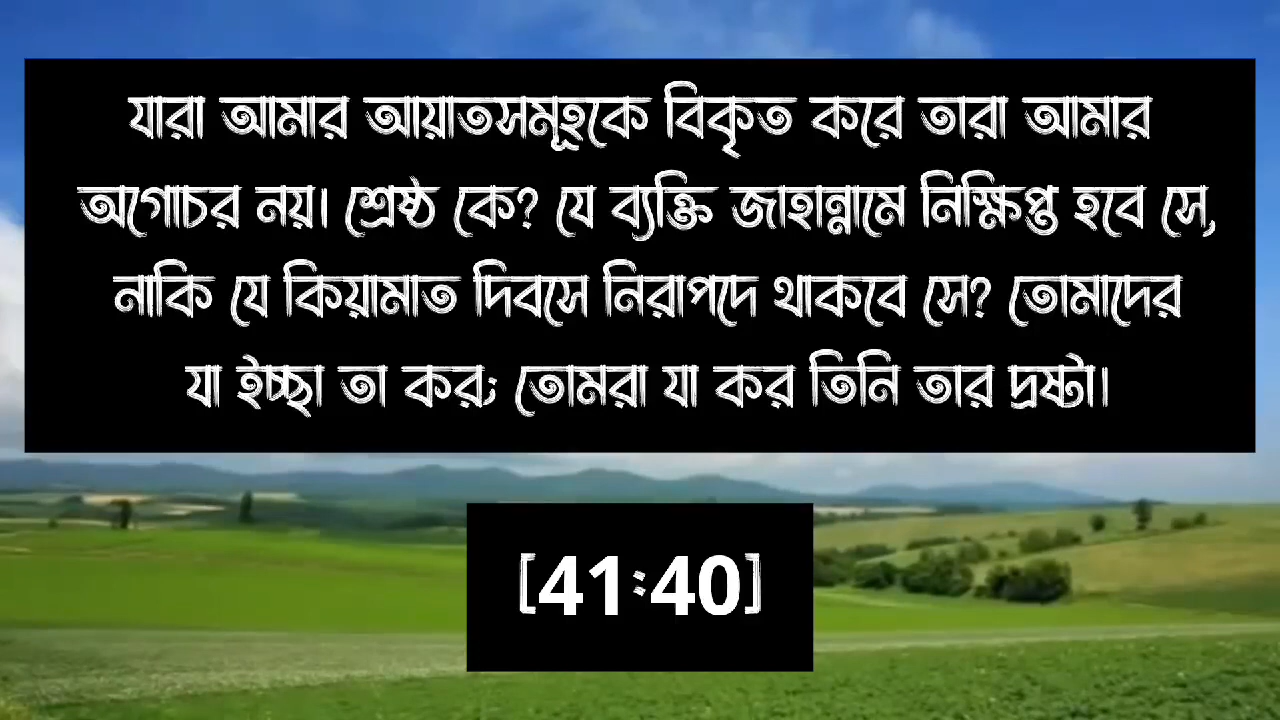 যারা আমার আয়াতসমূহকে বিকৃত করে তারা আমার
অগোচর নয়। শ্রেষ্ঠ কে? যে ব্যক্তি জাহান্নামে নিক্ষিপ্ত হবে সে,
নাকি যে কিয়ামাত দিবসে নিরাপদে থাকবে সে? তোমাদের
যা ইচ্ছা তা কর; তোমরা যা কর তিনি তার দ্রষ্টা।
[41:40]